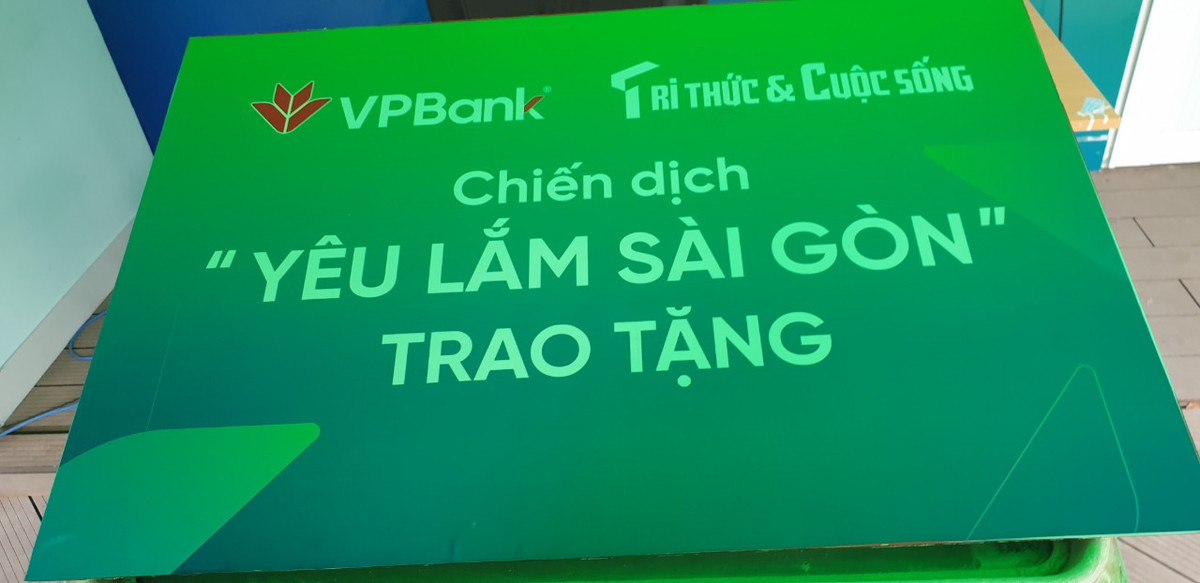 VPBank® TRI THỨC & CUỘC SỐNG
Chiến dịch
“YÊU LẮM SÀI GÒN”
TRAO TẶNG